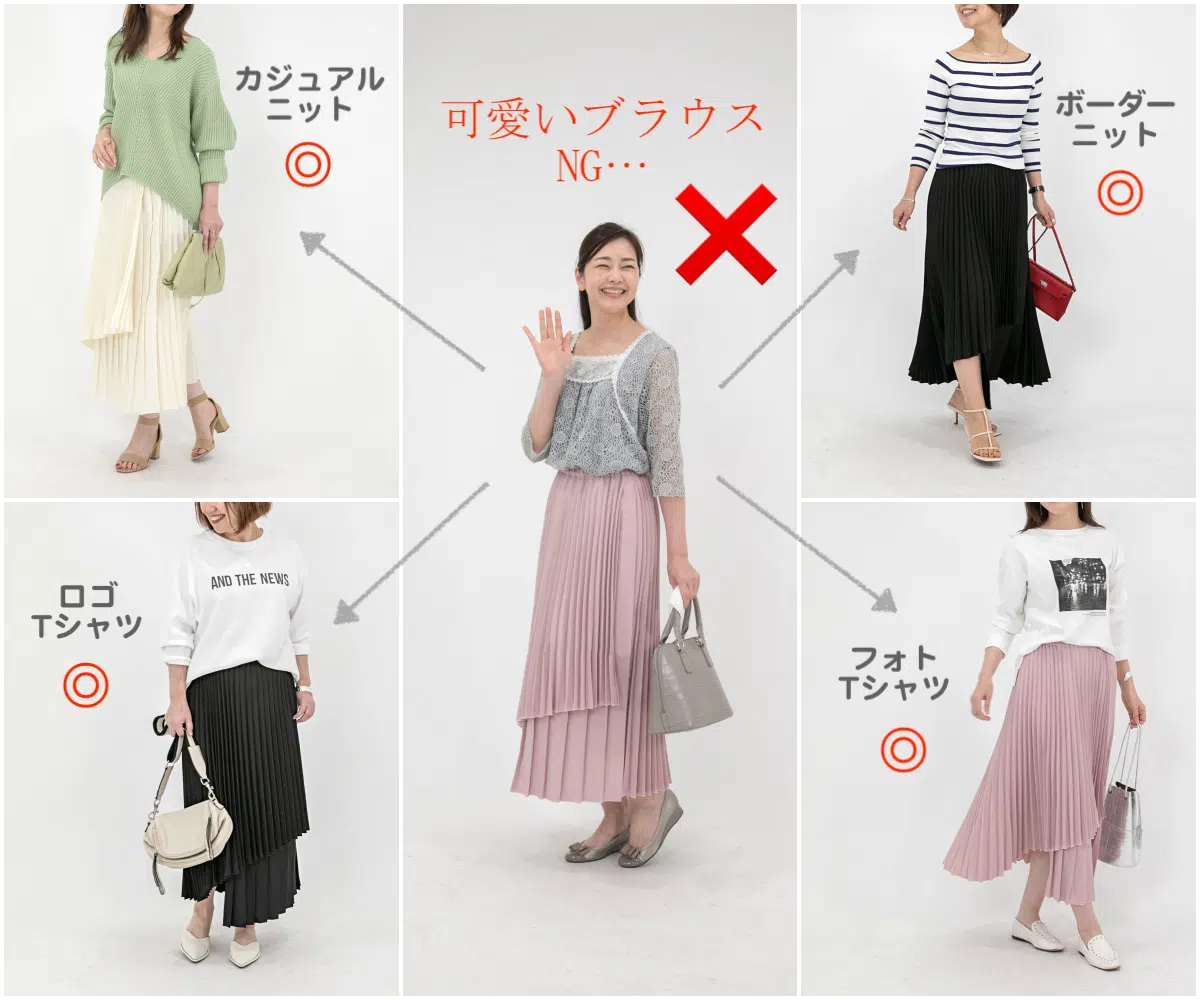 カジュアル
ニット
可愛いブラウス
NG…
ボーダー
ニット
AND THE NEWS
ロゴ
Tシャツ
フォト
Tシャツ